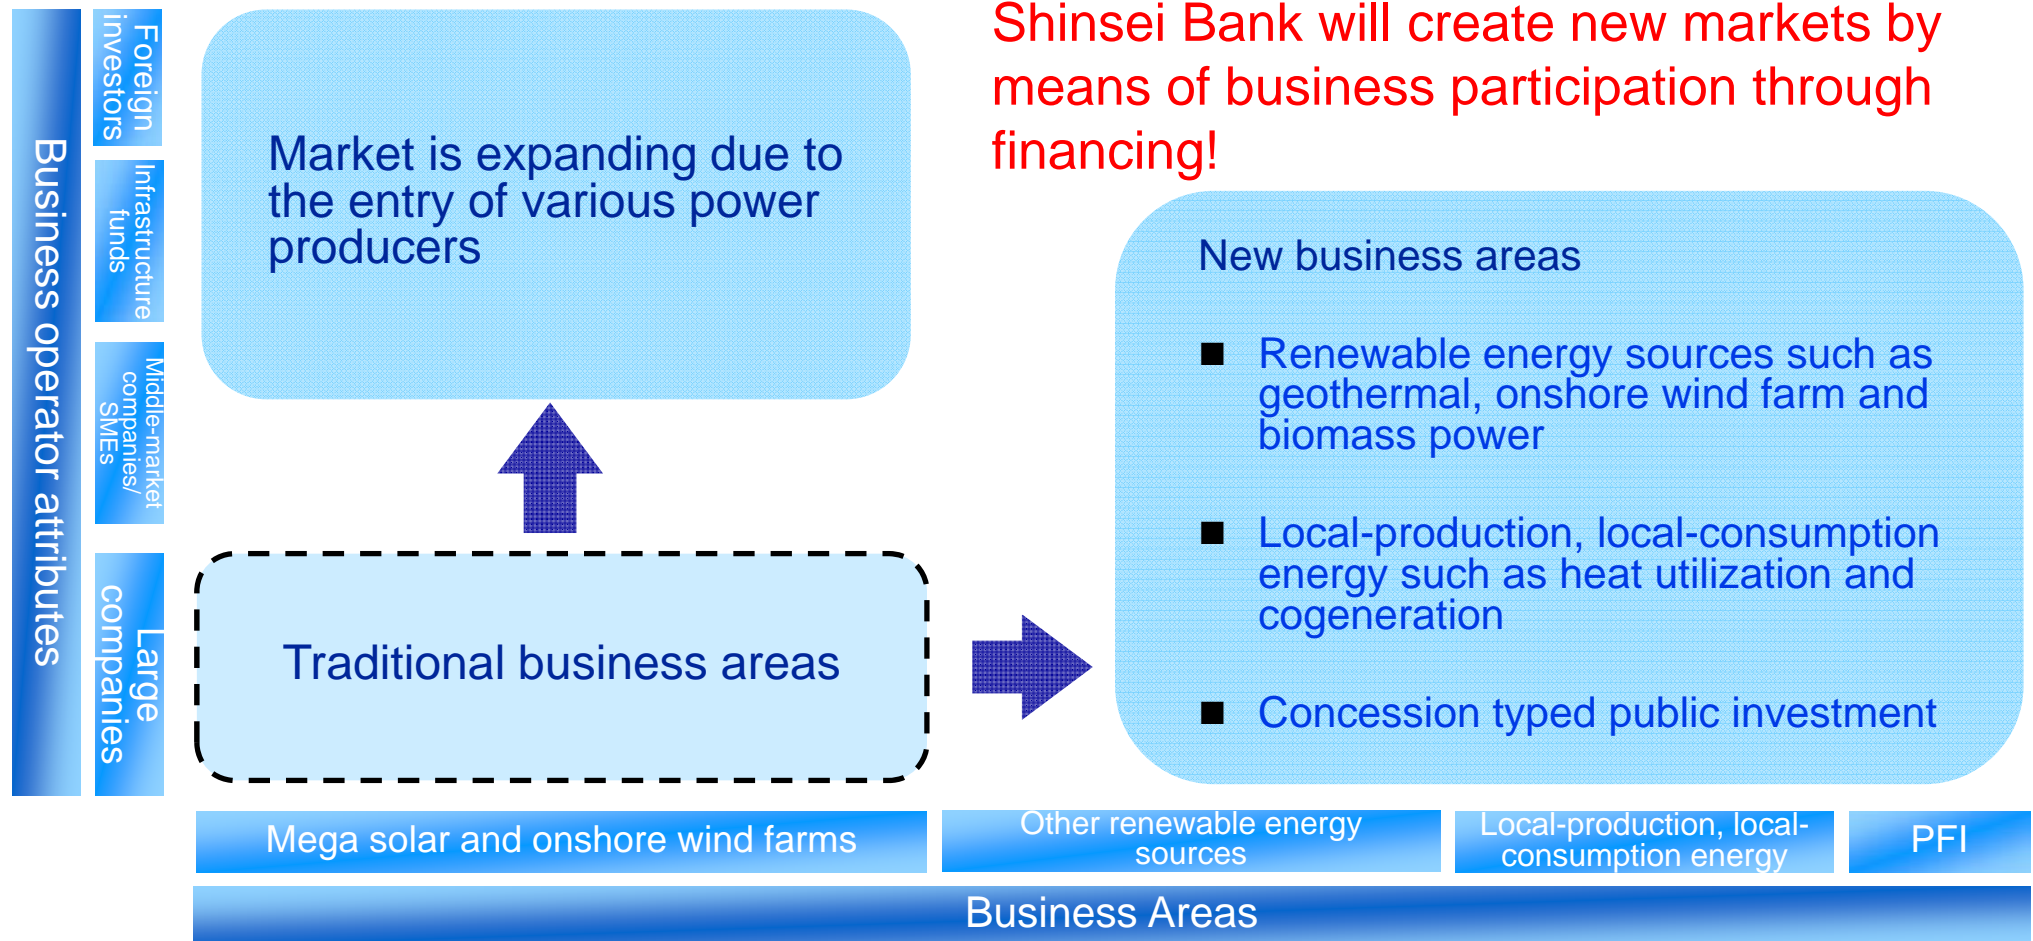 Shinsei Bank will create new markets by
means of business participation through
financing!
Business operator attributes
Foreign
investors
Infrastructure
funds
Middle-market
companies/
SMEs
Large
companies
Market is expanding due to
the entry of various power
producers
Traditional business areas
New business areas
Renewable energy sources such as
geothermal, onshore wind farm and
biomass power
Local-production, local-consumption
energy such as heat utilization and
cogeneration
Concession typed public investment
Mega solar and onshore wind farms
Other renewable energy
sources
Local-production, local-
consumption energy
PFI
Business Areas